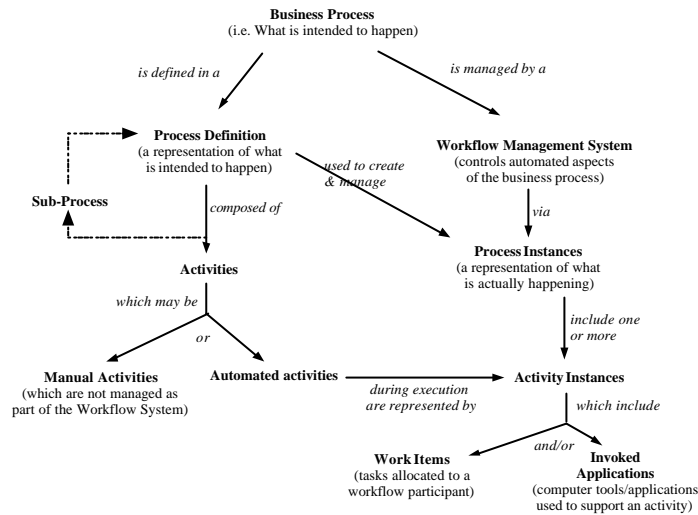 Business Process
(i.e. What is intended to happen)
is defined in a
is managed by a
Process Definition
(a representation of what
is intended to happen)
used to create
& manage
Workflow Management System
(controls automated aspects
of the business process)
Sub-Process
composed of
via
Activities
Process Instances
(a representation of what
is actually happening)
which may be
or
include one
or more
Manual Activities
(which are not managed as
part of the Workflow System)
Automated activities
during execution
are represented by
Activity Instances
which include
and/or
Work Items
(tasks allocated to a
workflow participant)
Invoked
Applications
(computer tools/applications
used to support an activity)